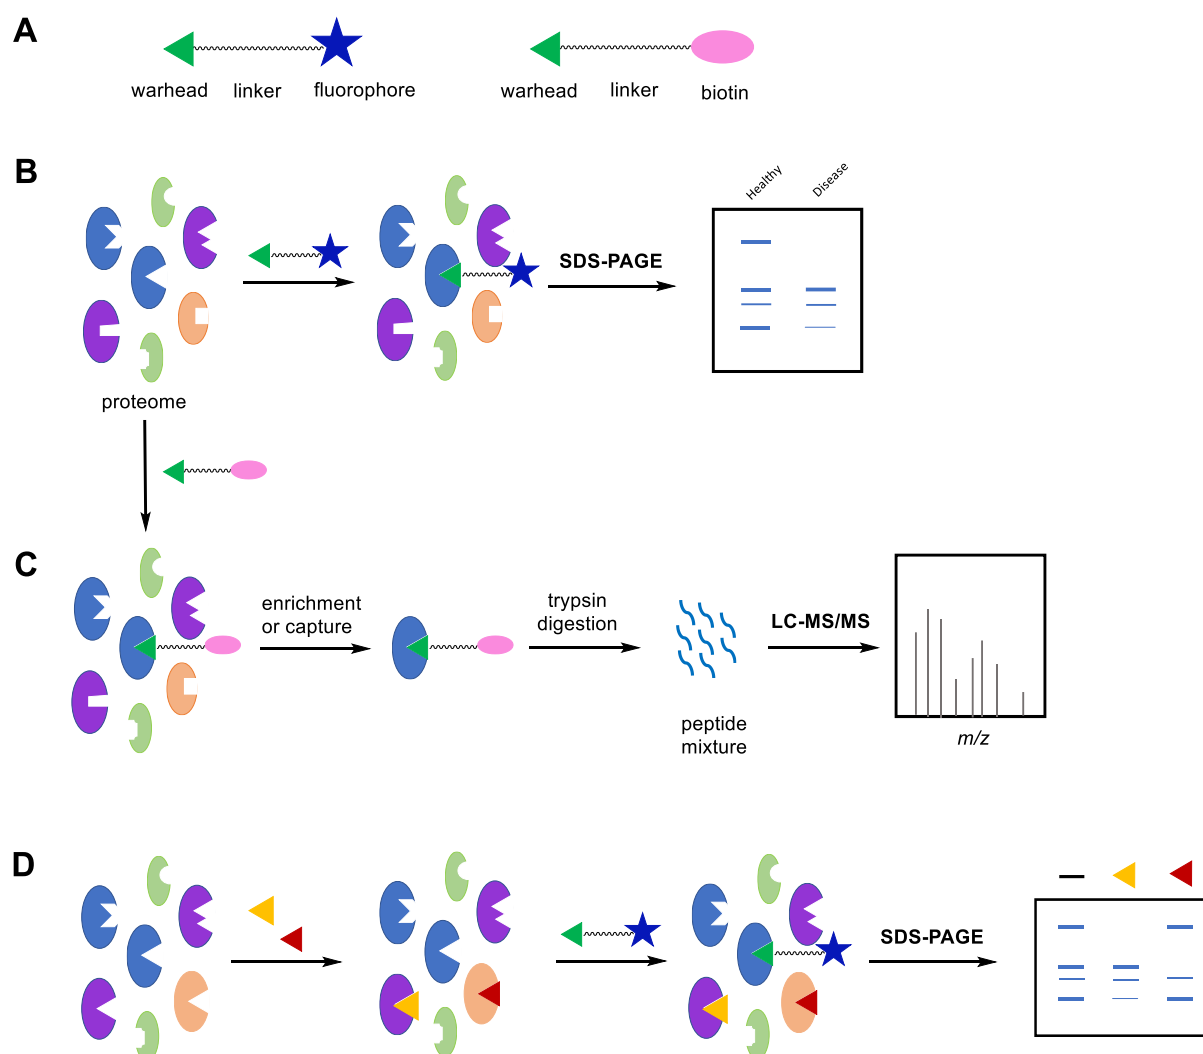 A
warhead linker fluorophore
warhead linker biotin
B
Healthy
Disease
SDS-PAGE
proteome
C
enrichment
or capture
trypsin
digestion
LC-MS/MS
peptide
mixture
m/z
D
SDS-PAGE